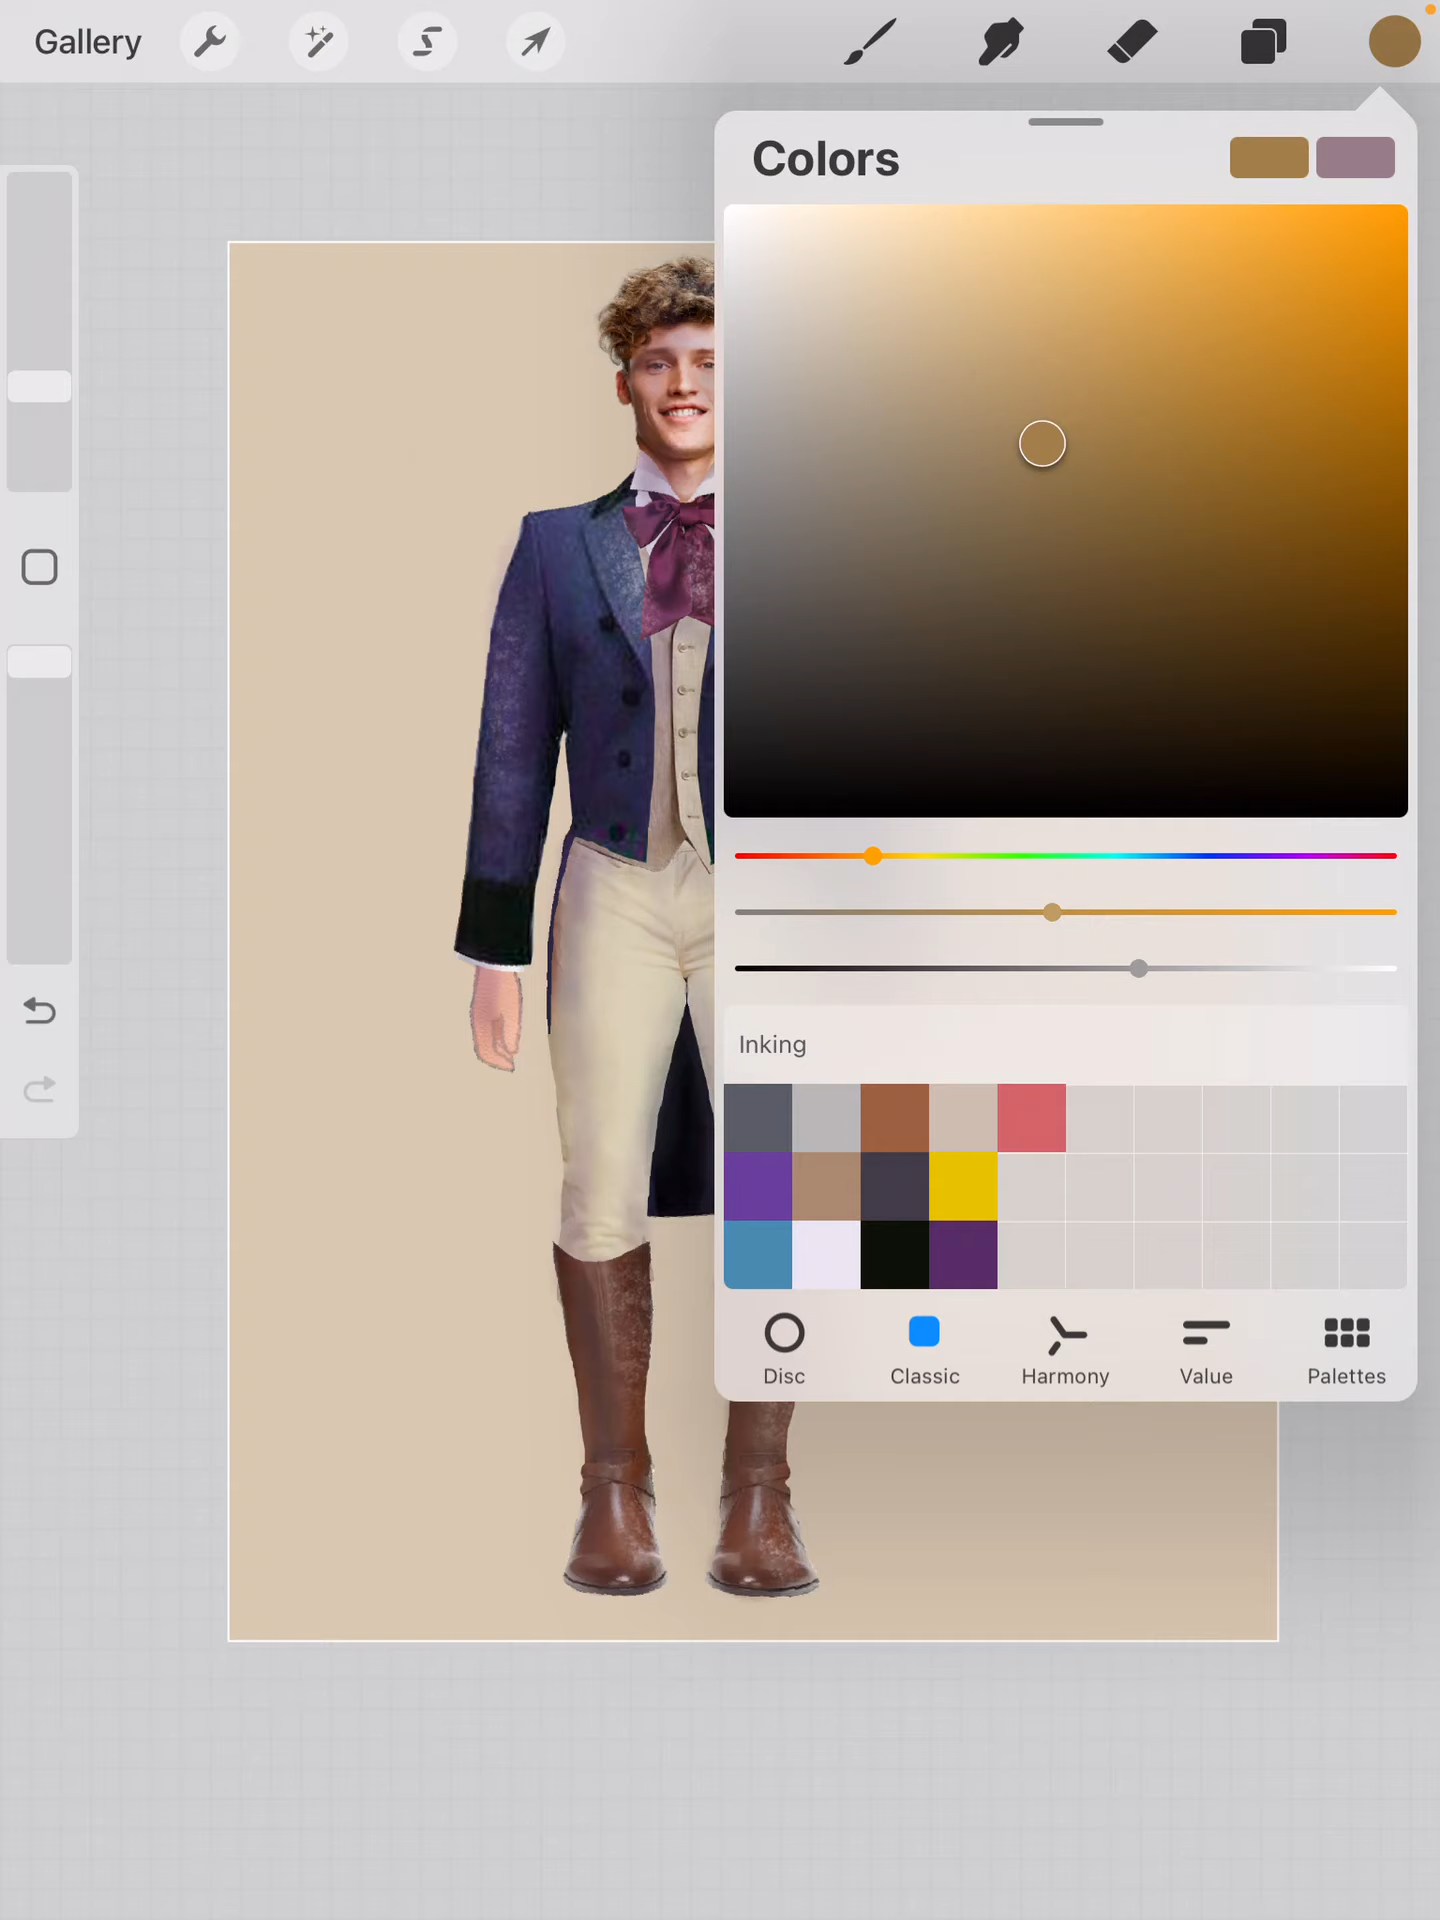 Gallery
Colors
Inking
Disc
Classic
Harmony
Value
Palettes